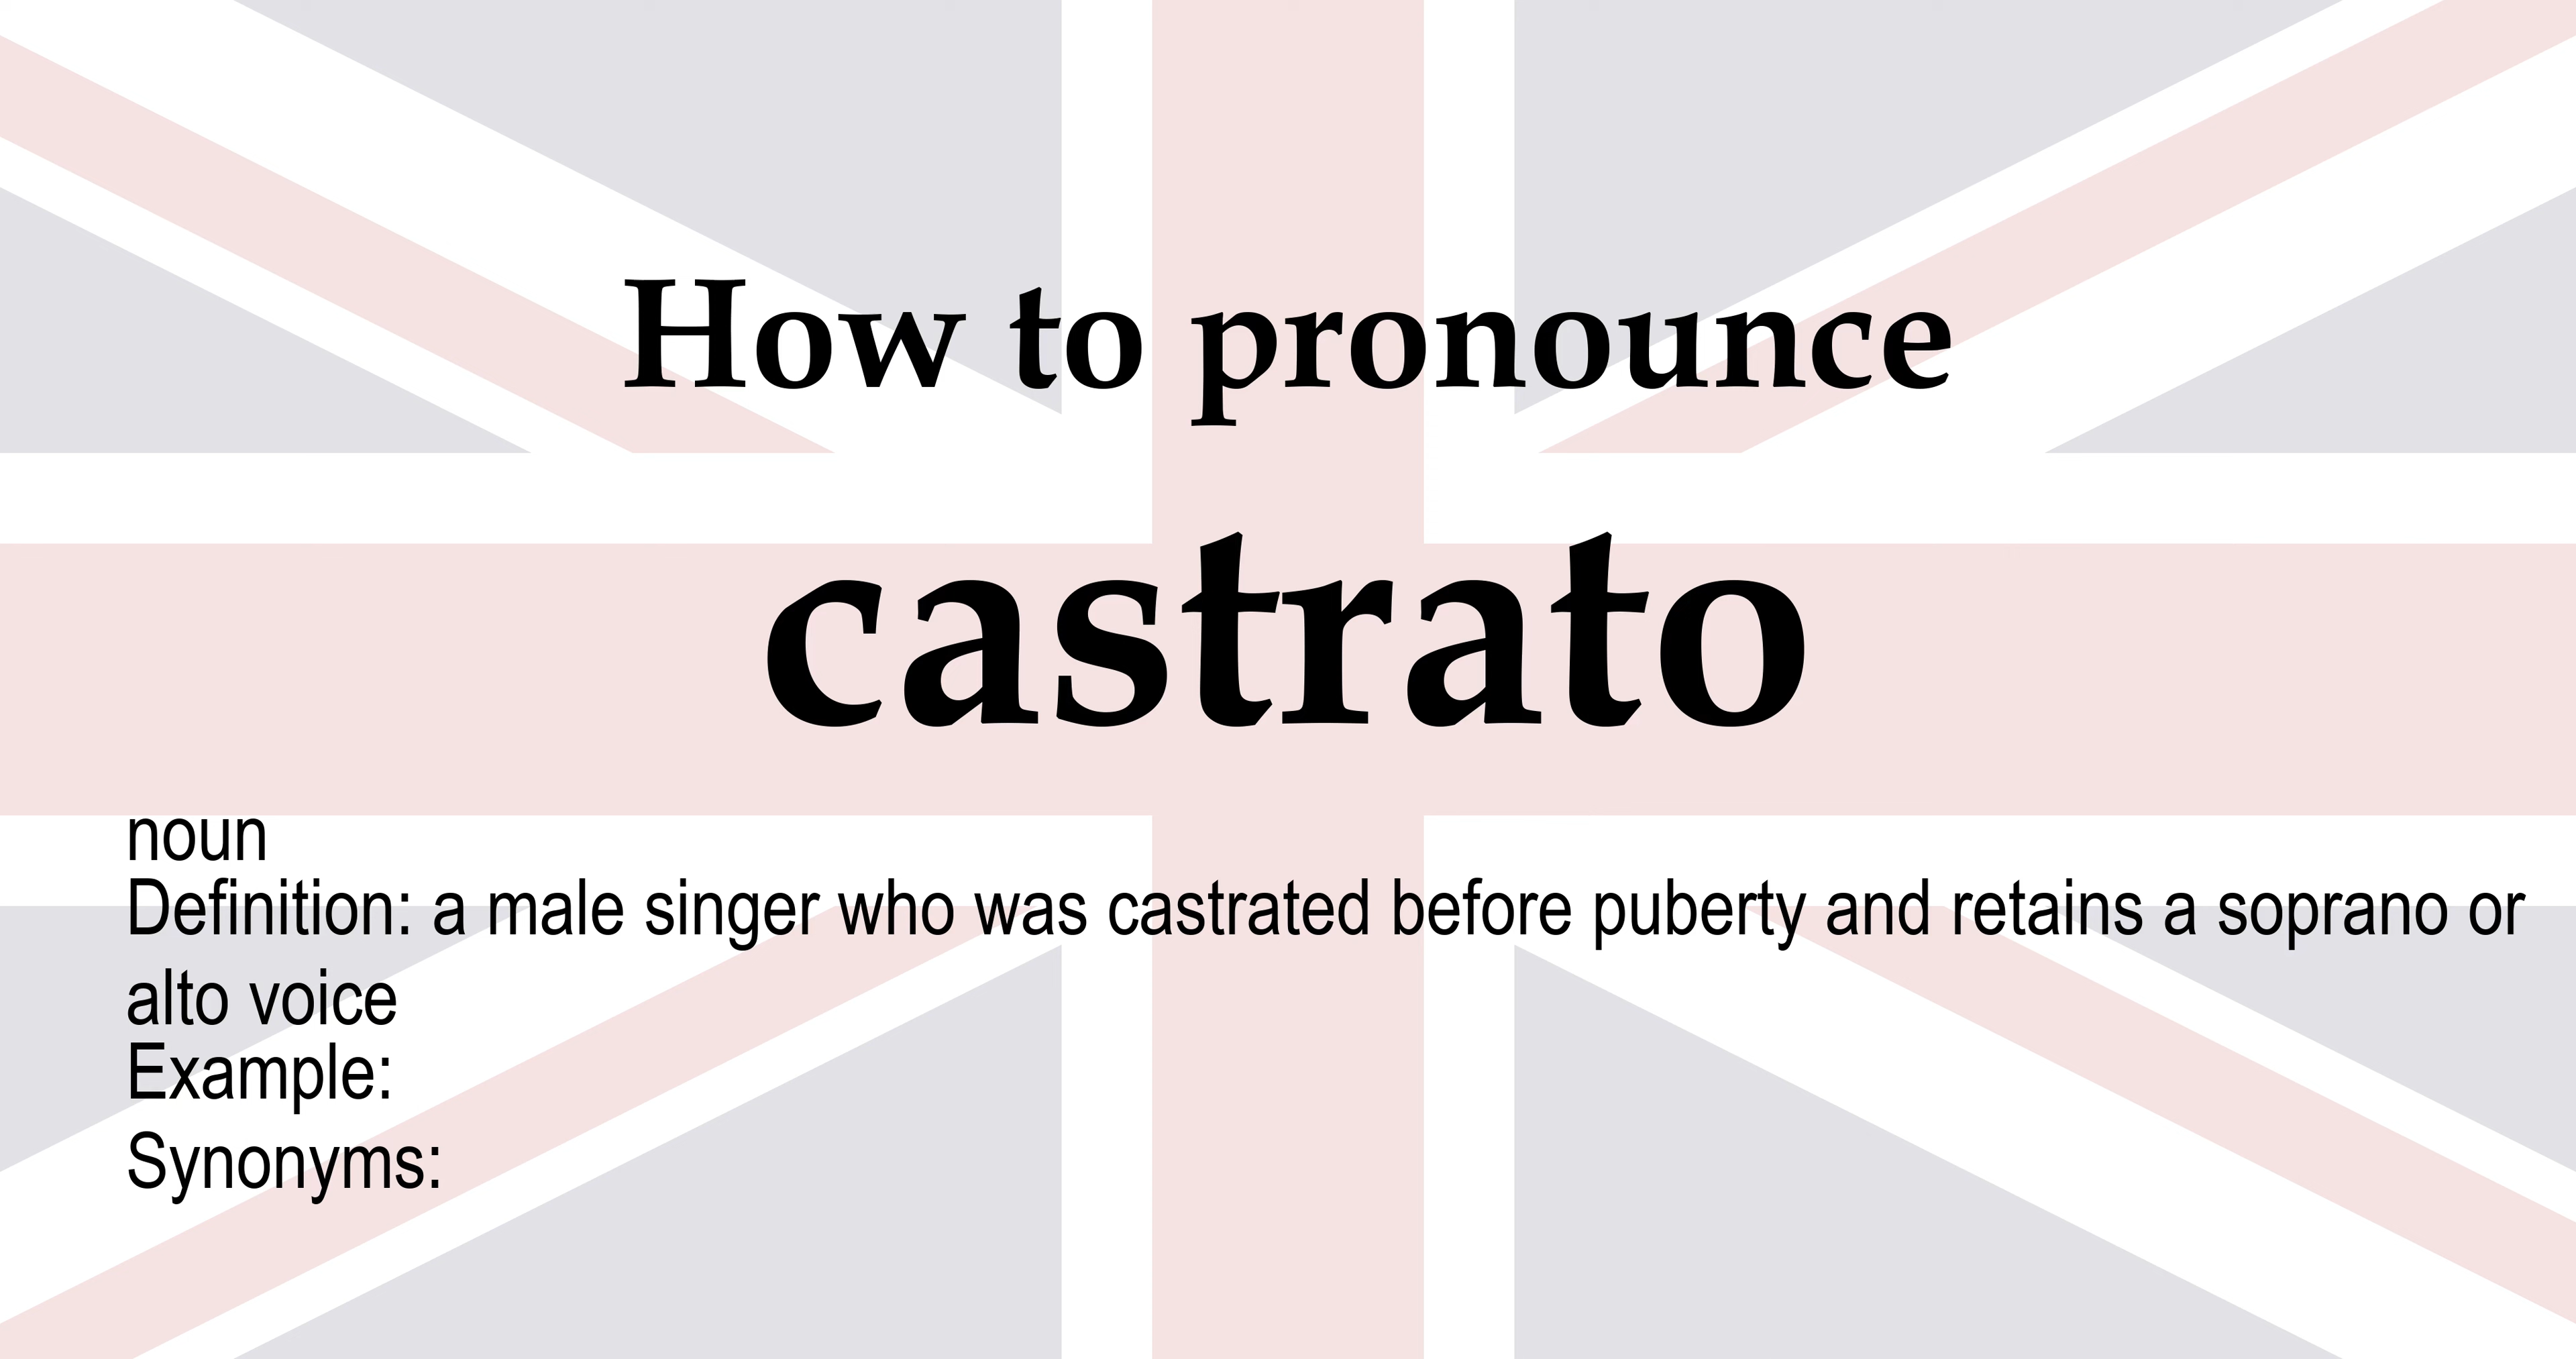 How to pronounce
castrato
noun
Definition: a male singer who was castrated before puberty and retains a soprano or
alto voice
Example:
Synonyms: